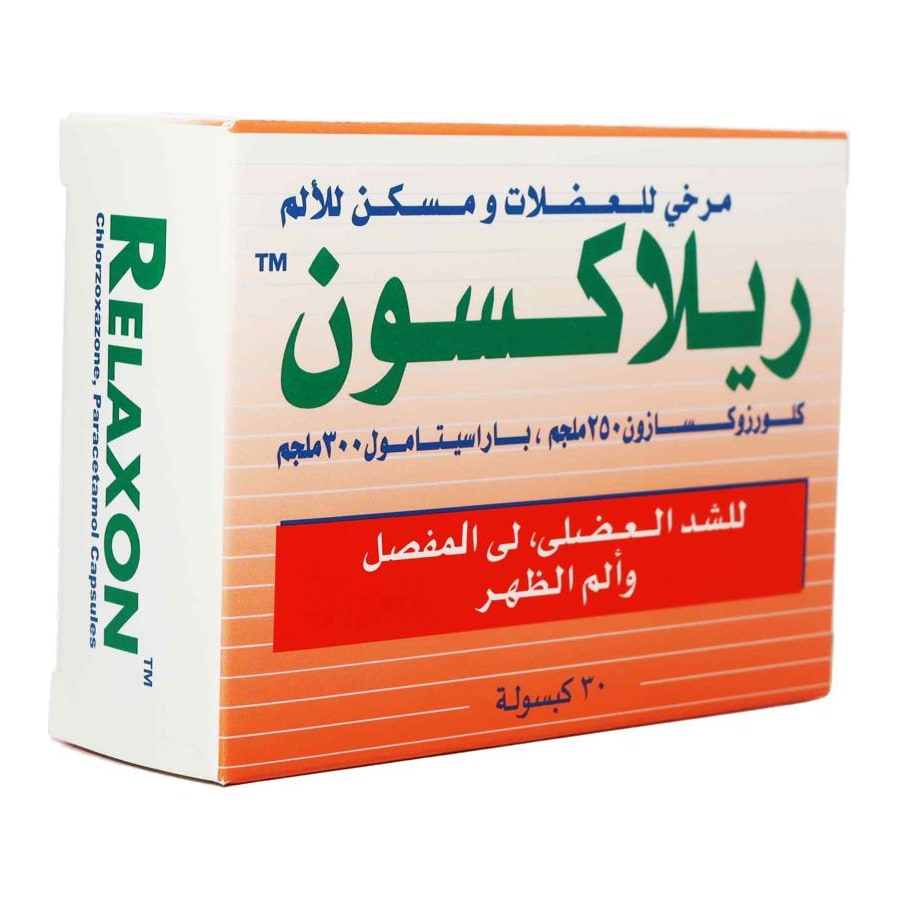 مرخي للعضلات و مسكن للألم
ريلاكسون™
كلورزوكسازون ٢٥٠ ملجم ، باراسيتامول ٣٠٠ ملجم
للشد العضلى، لى المفصل
وألم الظهر
٣٠ كبسولة
RELAXON™
Chlorzoxazone, Paracetamol Capsules